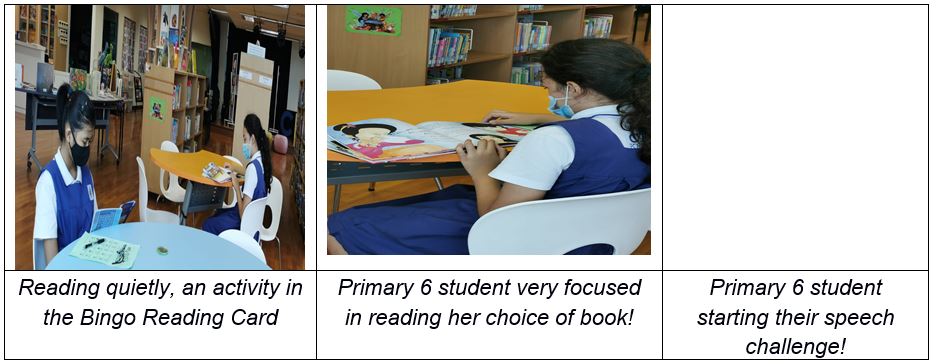 Reading quietly, an activity in
the Bingo Reading Card
Primary 6 student very focused
in reading her choice of book!
Primary 6 student
starting their speech
challenge!